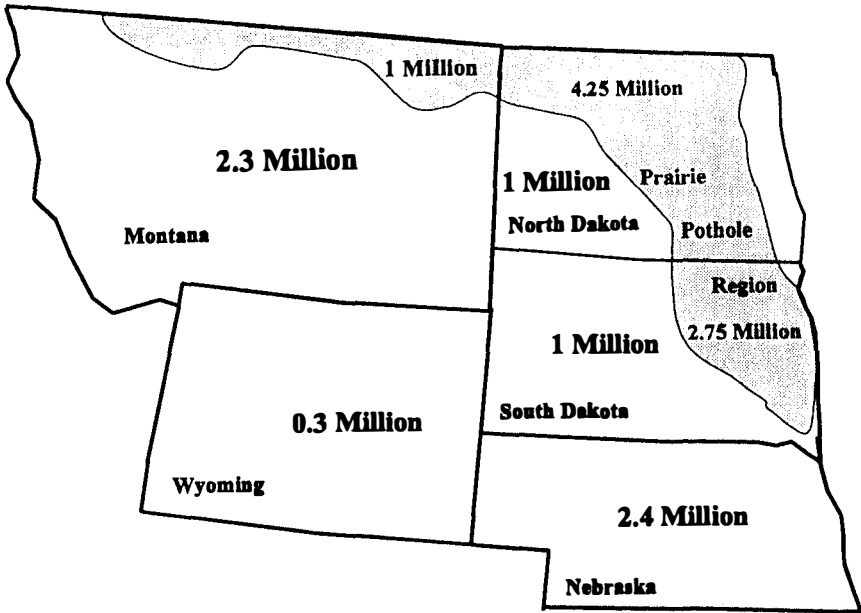 1 Million
4.25 Million
2.3 Million
1 Million
Prairie
North Dakota
Pothole
Montana
Region
2.75 Million
1 Million
South Dakota
0.3 Million
Wyoming
2.4 Million
Nebraska